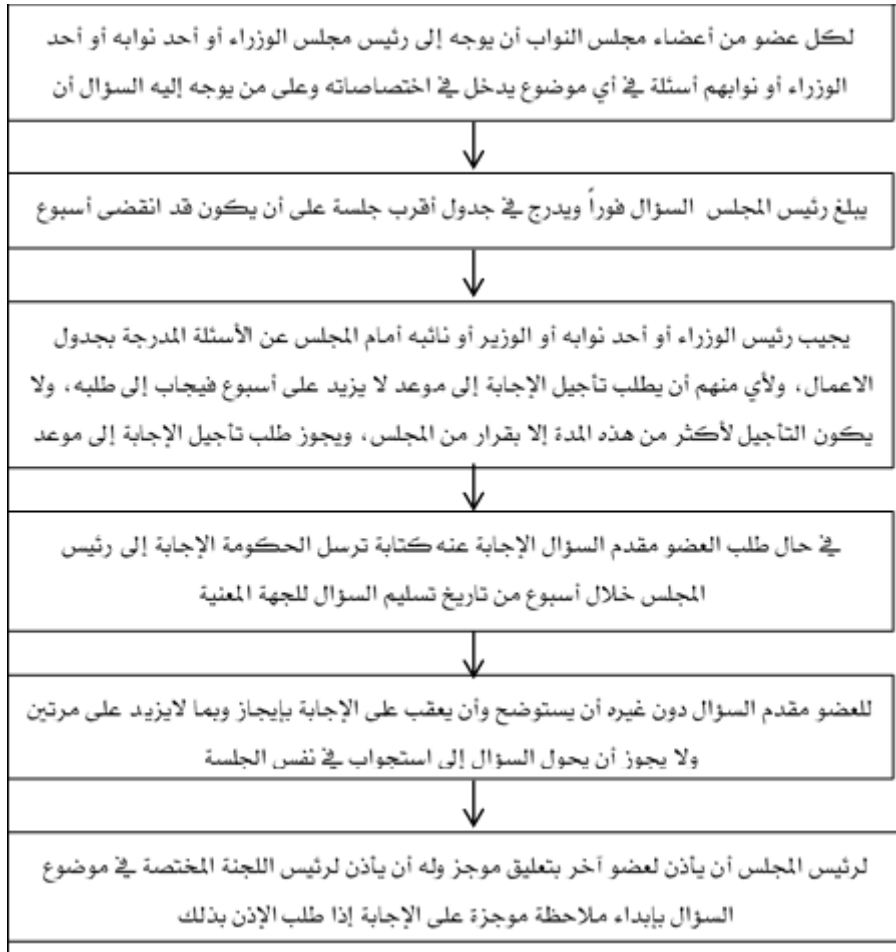 لكل عضو من أعضاء مجلس النواب أن يوجه إلى رئيس مجلس الوزراء أو أحد نوابه أو أحد
الوزراء أو نوابهم أسئلة في أي موضوع يدخل في اختصاصاته وعلى من يوجه إليه السؤال أن
يبلغ رئيس المجلس السؤال فوراً ويدرج في جدول أقرب جلسة على أن يكون قد انقضى أسبوع
يجيب رئيس الوزراء أو أحد نوابه أو الوزير أو نائبه أمام المجلس عن الأسئلة المدرجة بجدول
الاعمال، ولأي منهم أن يطلب تأجيل الإجابة إلى موعد لا يزيد على أسبوع فيجاب إلى طلبه، ولا
يكون التأجيل لأكثر من هذه المدة إلا بقرار من المجلس، ويجوز طلب تأجيل الإجابة إلى موعد
في حال طلب العضو مقدم السؤال الإجابة عنه كتابة ترسل الحكومة الإجابة إلى رئيس
المجلس خلال أسبوع من تاريخ تسليم السؤال للجهة المعنية
للعضو مقدم السؤال دون غيره أن يستوضح وأن يعقب على الإجابة بإيجاز وبما لايزيد على مرتين
ولا يجوز أن يحول السؤال إلى استجواب في نفس الجلسة
لرئيس المجلس أن يأذن لعضو آخر بتعليق موجز وله أن يأذن لرئيس اللجنة المختصة في موضوع
السؤال بإبداء ملاحظة موجزة على الإجابة إذا طلب الإذن بذلك